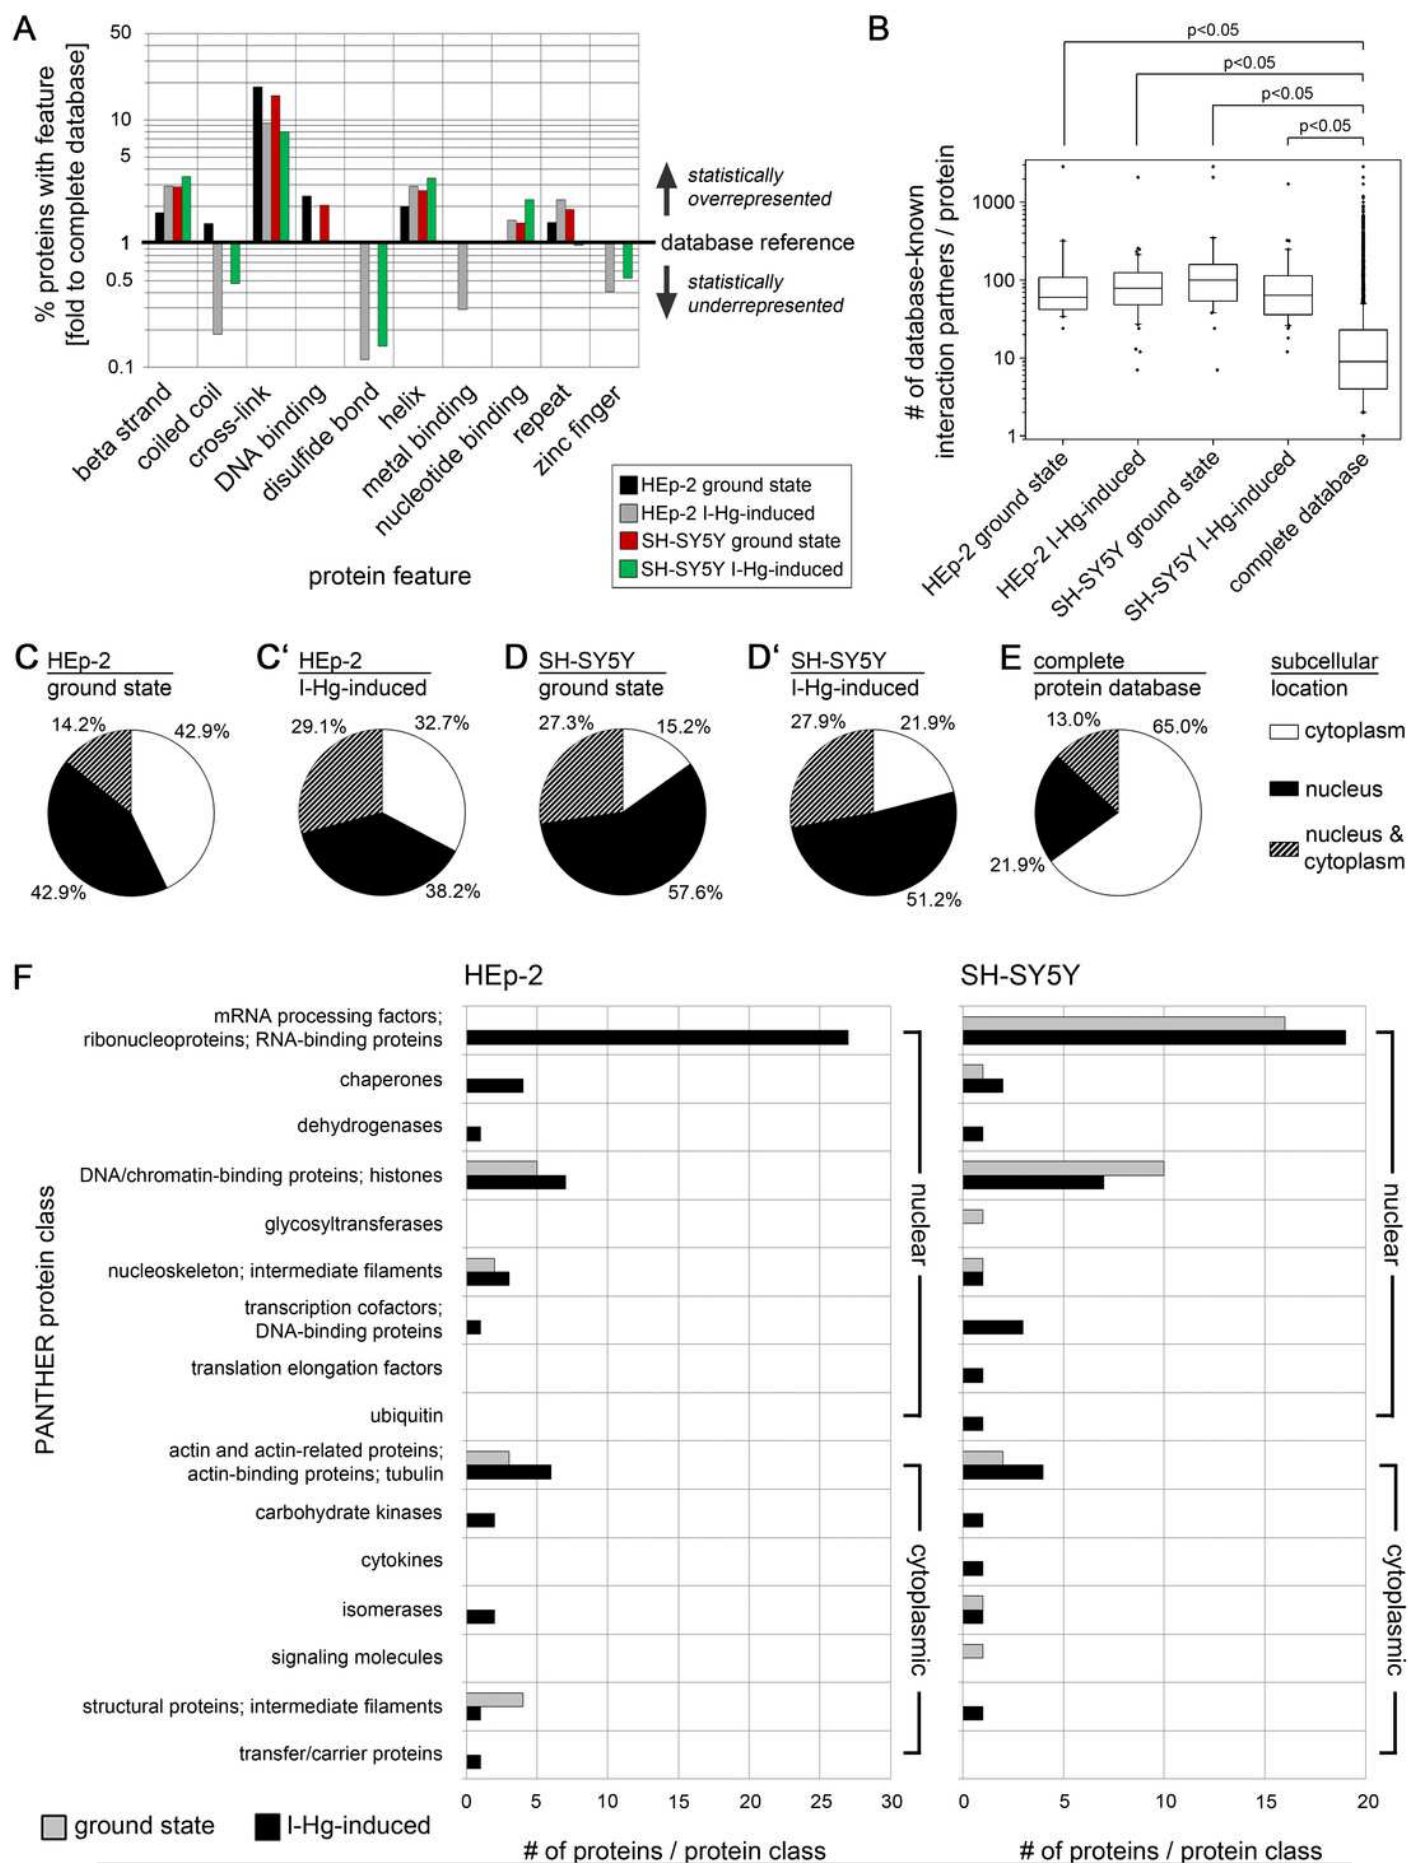 A
% proteins with feature
[fold to complete database]
50
10
5
1
0.5
0.1
statistically
overrepresented
database reference
statistically
underrepresented
beta strand
coiled coil
cross-link
DNA binding
disulfide bond
helix
metal binding
nucleotide binding
repeat
zinc finger
protein feature
HEp-2 ground state
HEp-2 I-Hg-induced
SH-SY5Y ground state
SH-SY5Y I-Hg-induced
B
p<0.05
p<0.05
p<0.05
p<0.05
# of database-known
interaction partners / protein
1000
100
10
1
HEp-2 ground state
HEp-2 I-Hg-induced
SH-SY5Y ground state
SH-SY5Y I-Hg-induced
complete database
C HEp-2
ground state
14.2% 42.9%
42.9%
C' HEp-2
I-Hg-induced
29.1% 32.7%
38.2%
D SH-SY5Y
ground state
27.3% 15.2%
57.6%
D' SH-SY5Y
I-Hg-induced
27.9% 21.9%
51.2%
E complete
protein database
13.0% 65.0%
21.9%
subcellular
location
cytoplasm
nucleus
nucleus &
cytoplasm
F
HEp-2
SH-SY5Y
PANTHER protein class
mRNA processing factors;
ribonucleoproteins; RNA-binding proteins
chaperones
dehydrogenases
DNA/chromatin-binding proteins; histones
glycosyltransferases
nucleoskeleton; intermediate filaments
transcription cofactors;
DNA-binding proteins
translation elongation factors
ubiquitin
actin and actin-related proteins;
actin-binding proteins; tubulin
carbohydrate kinases
cytokines
isomerases
signaling molecules
structural proteins; intermediate filaments
transfer/carrier proteins
nuclear
cytoplasmic
nuclear
cytoplasmic
0 5 10 15 20 25 30
0 5 10 15 20
ground state
I-Hg-induced
# of proteins / protein class
# of proteins / protein class